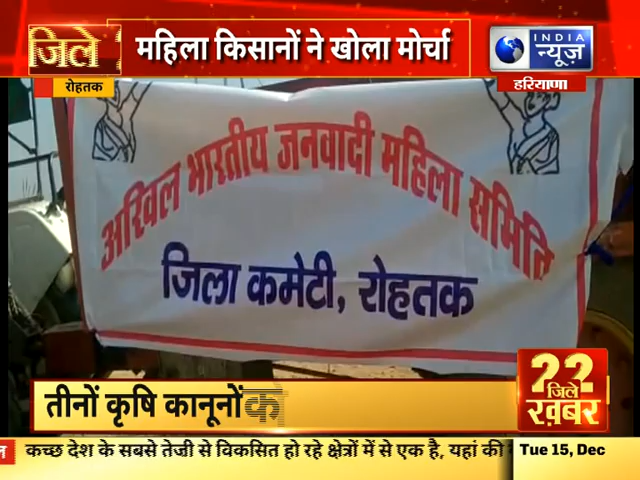 जिले
महिला किसानों ने खोला मोर्चा
INDIA
न्यूज़
हरियाणा
रोहतक
अखिल भारतीय जनवादी महिला समिति
जिला कमेटी, रोहतक
तीनों कृषि कानूनों
22
जिले
ख़बर
कच्छ देश के सबसे तेजी से विकसित हो रहे क्षेत्रों में से एक है, यहां की
Tue 15, Dec